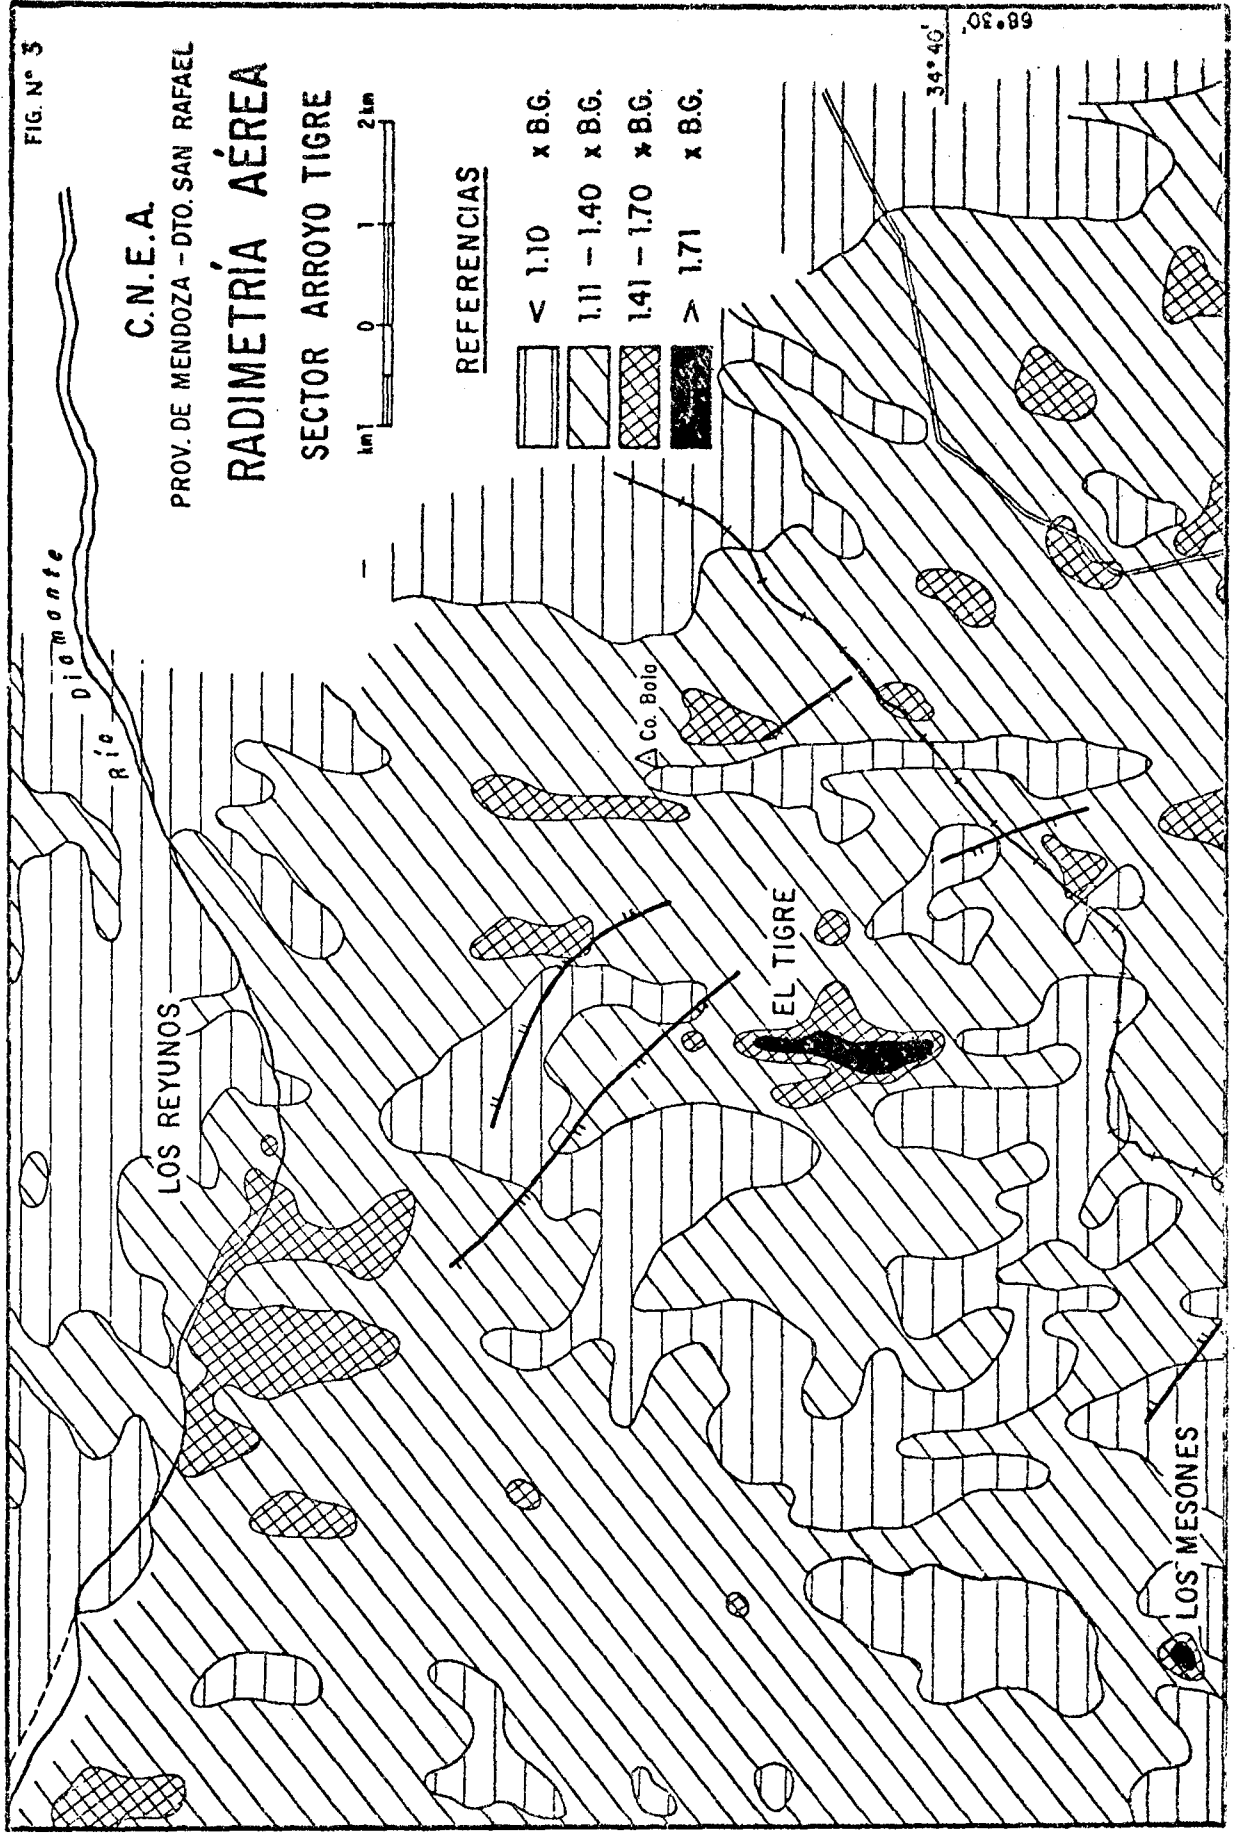 FIG. N° 3
C.N.E.A.
PROV. DE MENDOZA - DTO. SAN RAFAEL
RADIMETRÍA AÉREA
SECTOR ARROYO TIGRE
km 1 0 1 2 km
REFERENCIAS
< 1.10 x B.G.
1.11 - 1.40 x B.G.
1.41 - 1.70 x B.G.
> 1.71 x B.G.
Río Diamante
LOS REYUNOS
Co. Bola
EL TIGRE
LOS MESONES
34° 40'
68° 30'